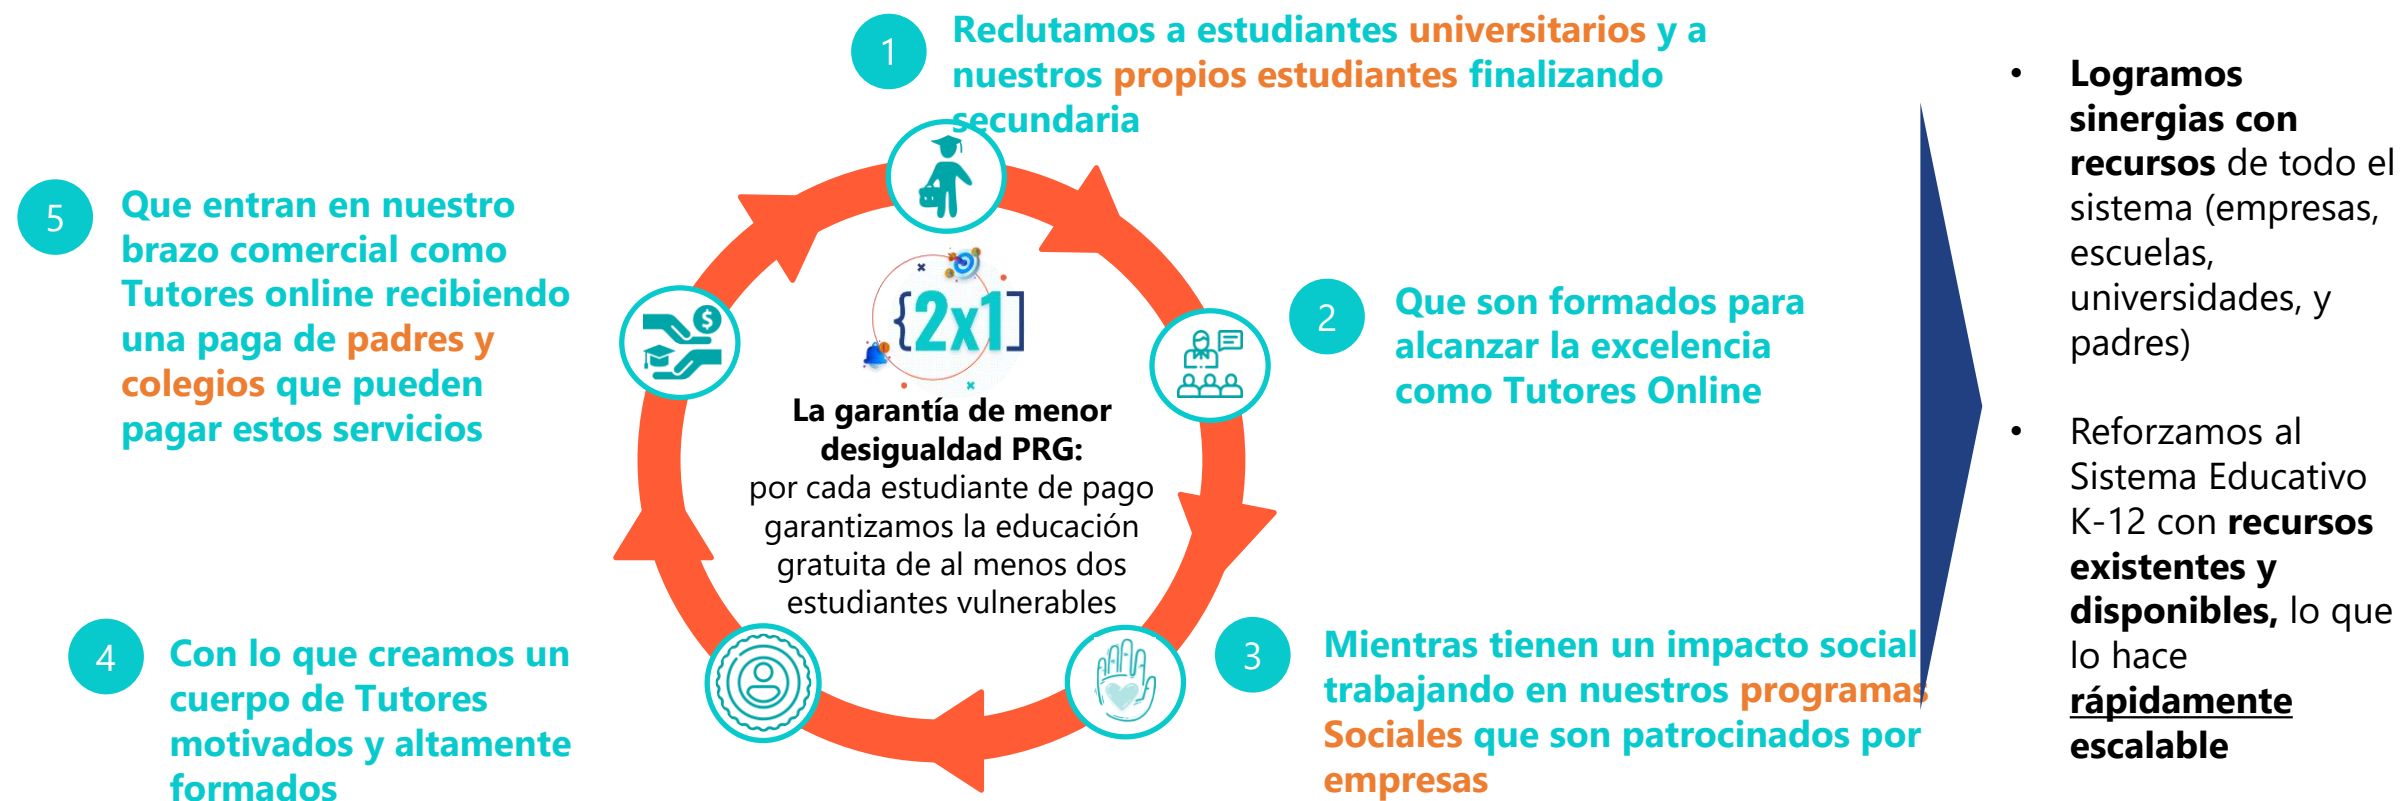 1
Reclutamos a estudiantes universitarios y a
nuestros propios estudiantes finalizando
secundaria
2
Que son formados para
alcanzar la excelencia
como Tutores Online
3
Mientras tienen un impacto social
trabajando en nuestros programas
Sociales que son patrocinados por
empresas
4
Con lo que creamos un
cuerpo de Tutores
motivados y altamente
formados
5
Que entran en nuestro
brazo comercial como
Tutores online recibiendo
una paga de padres y
colegios que pueden
pagar estos servicios
{2x1]
La garantía de menor
desigualdad PRG:
por cada estudiante de pago
garantizamos la educación
gratuita de al menos dos
estudiantes vulnerables
$
• Logramos
sinergias con
recursos de todo el
sistema (empresas,
escuelas,
universidades, y
padres)
• Reforzamos al
Sistema Educativo
K-12 con recursos
existentes y
disponibles, lo que
lo hace
rápidamente
escalable